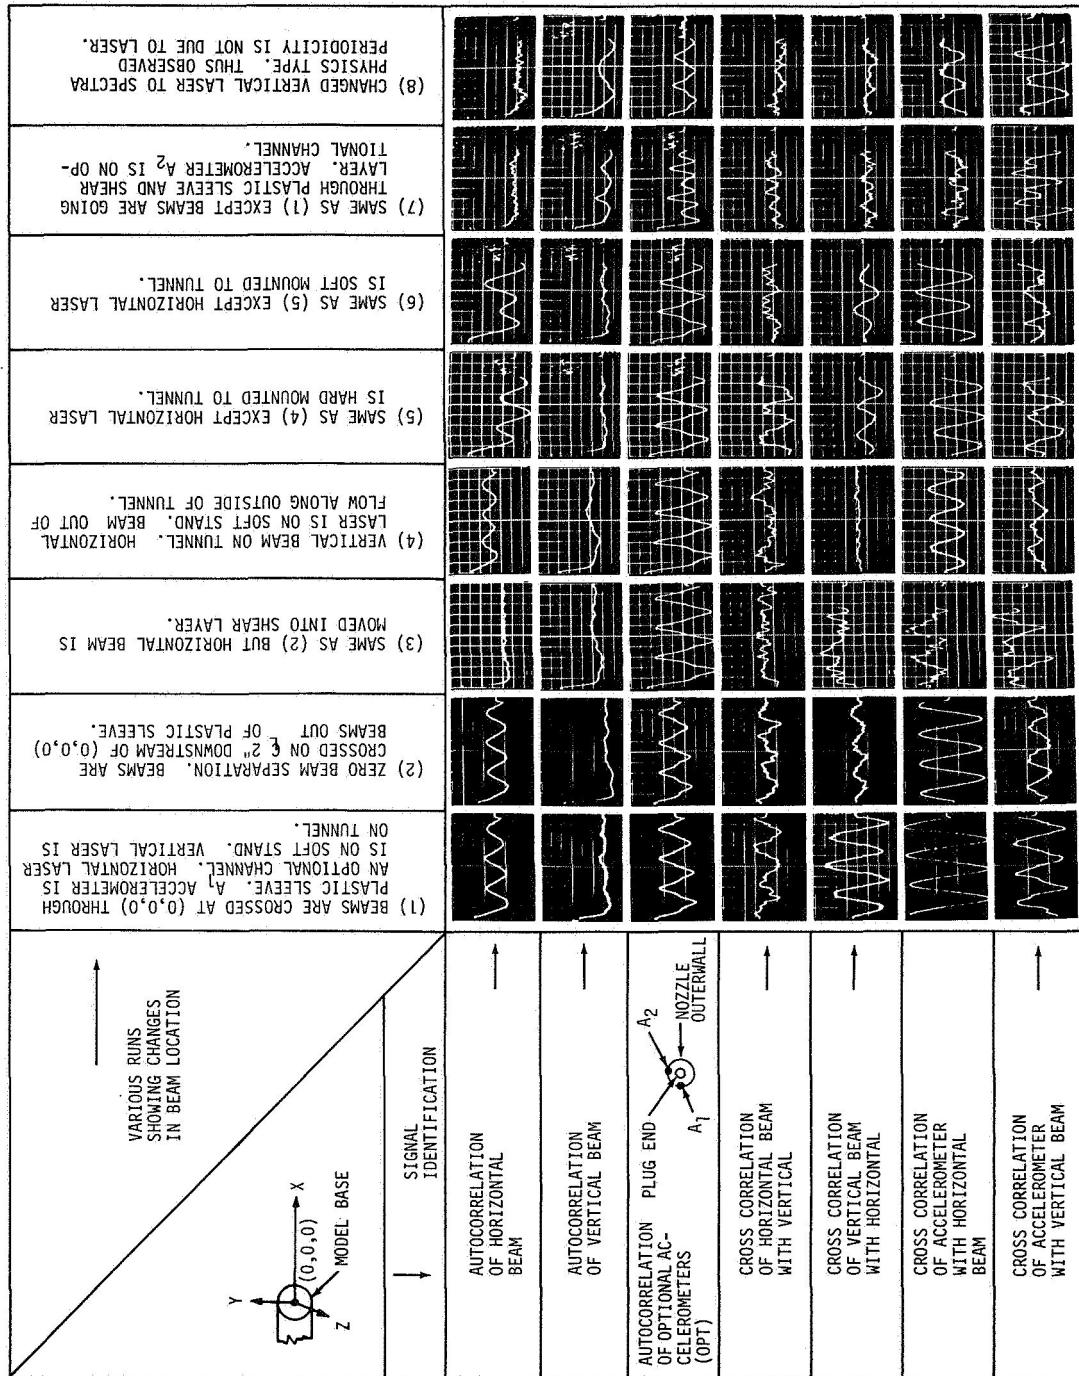 VARIOUS RUNS
SHOWING CHANGES
IN BEAM LOCATION
Y
X
(0,0,0)
MODEL BASE
Z
SIGNAL
IDENTIFICATION
(1) BEAMS ARE CROSSED AT (0,0,0) THROUGH
PLASTIC SLEEVE. A1 ACCELEROMETER IS
AN OPTIONAL CHANNEL. HORIZONTAL LASER
IS ON SOFT STAND. VERTICAL LASER IS
ON TUNNEL.
(2) ZERO BEAM SEPARATION. BEAMS ARE
CROSSED ON ℄ 2" DOWNSTREAM OF (0,0,0)
BEAMS OUT OF PLASTIC SLEEVE.
(3) SAME AS (2) BUT HORIZONTAL BEAM IS
MOVED INTO SHEAR LAYER.
(4) VERTICAL BEAM ON TUNNEL. HORIZONTAL
LASER IS ON SOFT STAND. BEAM OUT OF
FLOW ALONG OUTSIDE OF TUNNEL.
(5) SAME AS (4) EXCEPT HORIZONTAL LASER
IS HARD MOUNTED TO TUNNEL.
(6) SAME AS (5) EXCEPT HORIZONTAL LASER
IS SOFT MOUNTED TO TUNNEL.
(7) SAME AS (1) EXCEPT BEAMS ARE GOING
THROUGH PLASTIC SLEEVE AND SHEAR
LAYER. ACCELEROMETER A2 IS ON OP-
TIONAL CHANNEL.
(8) CHANGED VERTICAL LASER TO SPECTRA
PHYSICS TYPE. THUS OBSERVED
PERIODICITY IS NOT DUE TO LASER.
AUTOCORRELATION
OF HORIZONTAL
BEAM
AUTOCORRELATION
OF VERTICAL BEAM
AUTOCORRELATION
OF OPTIONAL AC-
CELEROMETERS
(OPT)
PLUG END
A2
A1
NOZZLE
OUTERWALL
CROSS CORRELATION
OF HORIZONTAL BEAM
WITH VERTICAL
CROSS CORRELATION
OF VERTICAL BEAM
WITH HORIZONTAL
CROSS CORRELATION
OF ACCELEROMETER
WITH HORIZONTAL
BEAM
CROSS CORRELATION
OF ACCELEROMETER
WITH VERTICAL BEAM